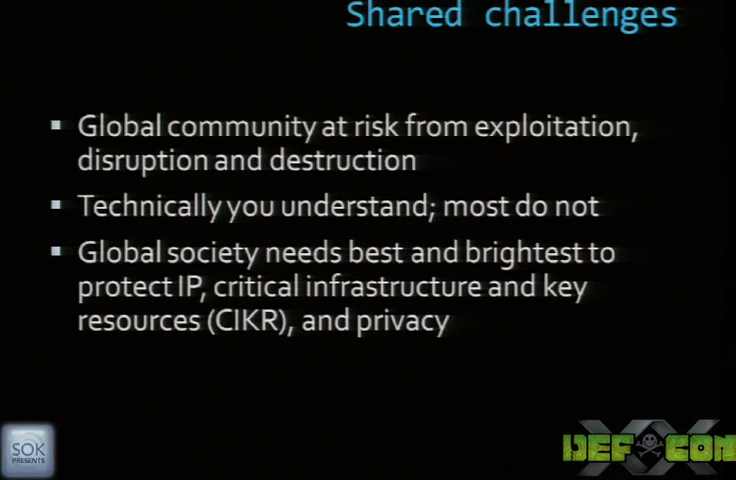 Shared challenges
Global community at risk from exploitation,
disruption and destruction
Technically you understand; most do not
Global society needs best and brightest to
protect IP, critical infrastructure and key
resources (CIKR), and privacy
SOK
PRESENTS
XX
DEF CON